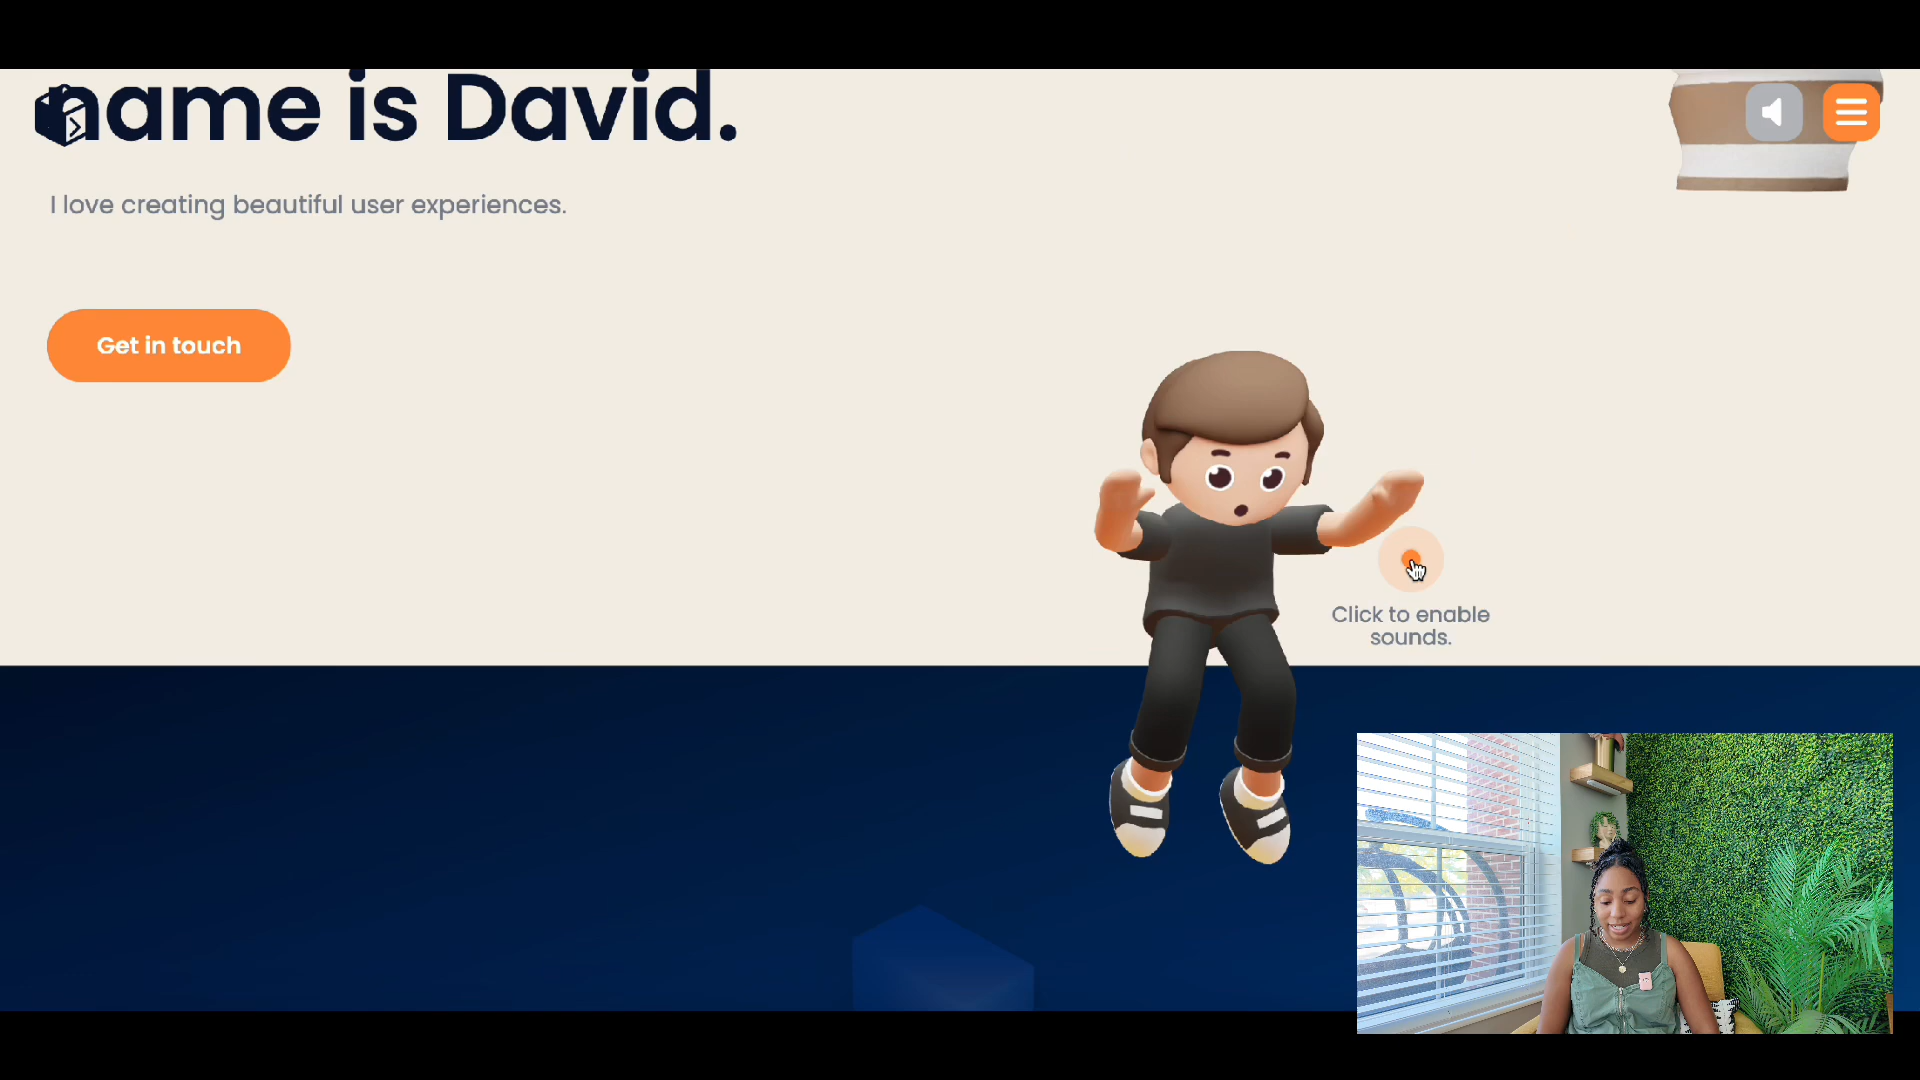 name is David.
I love creating beautiful user experiences.
Get in touch
Click to enable
sounds.